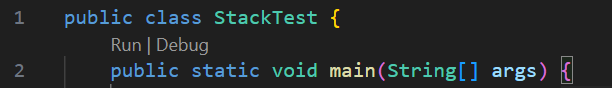 1 public class StackTest {
Run | Debug
2 public static void main(String[] args) {